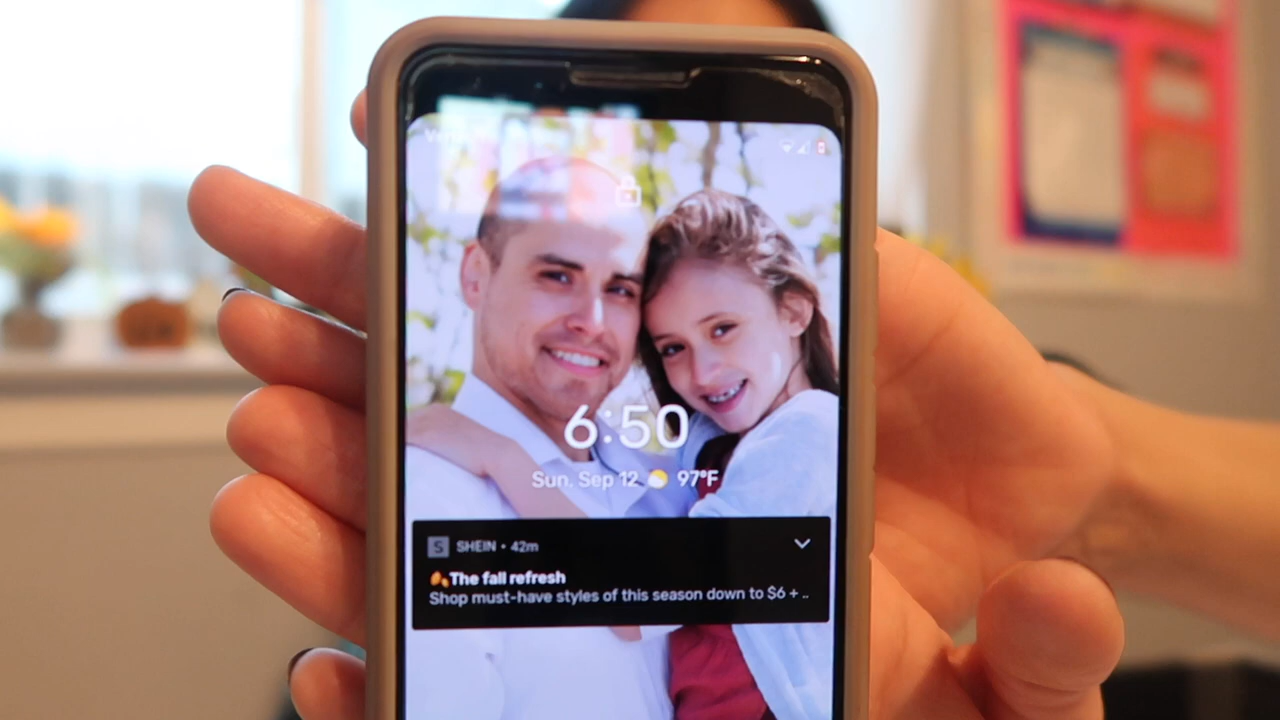 6:50
Sun, Sep 12 97°F
S SHEIN • 42m
The fall refresh
Shop must-have styles of this season down to $6 + ..